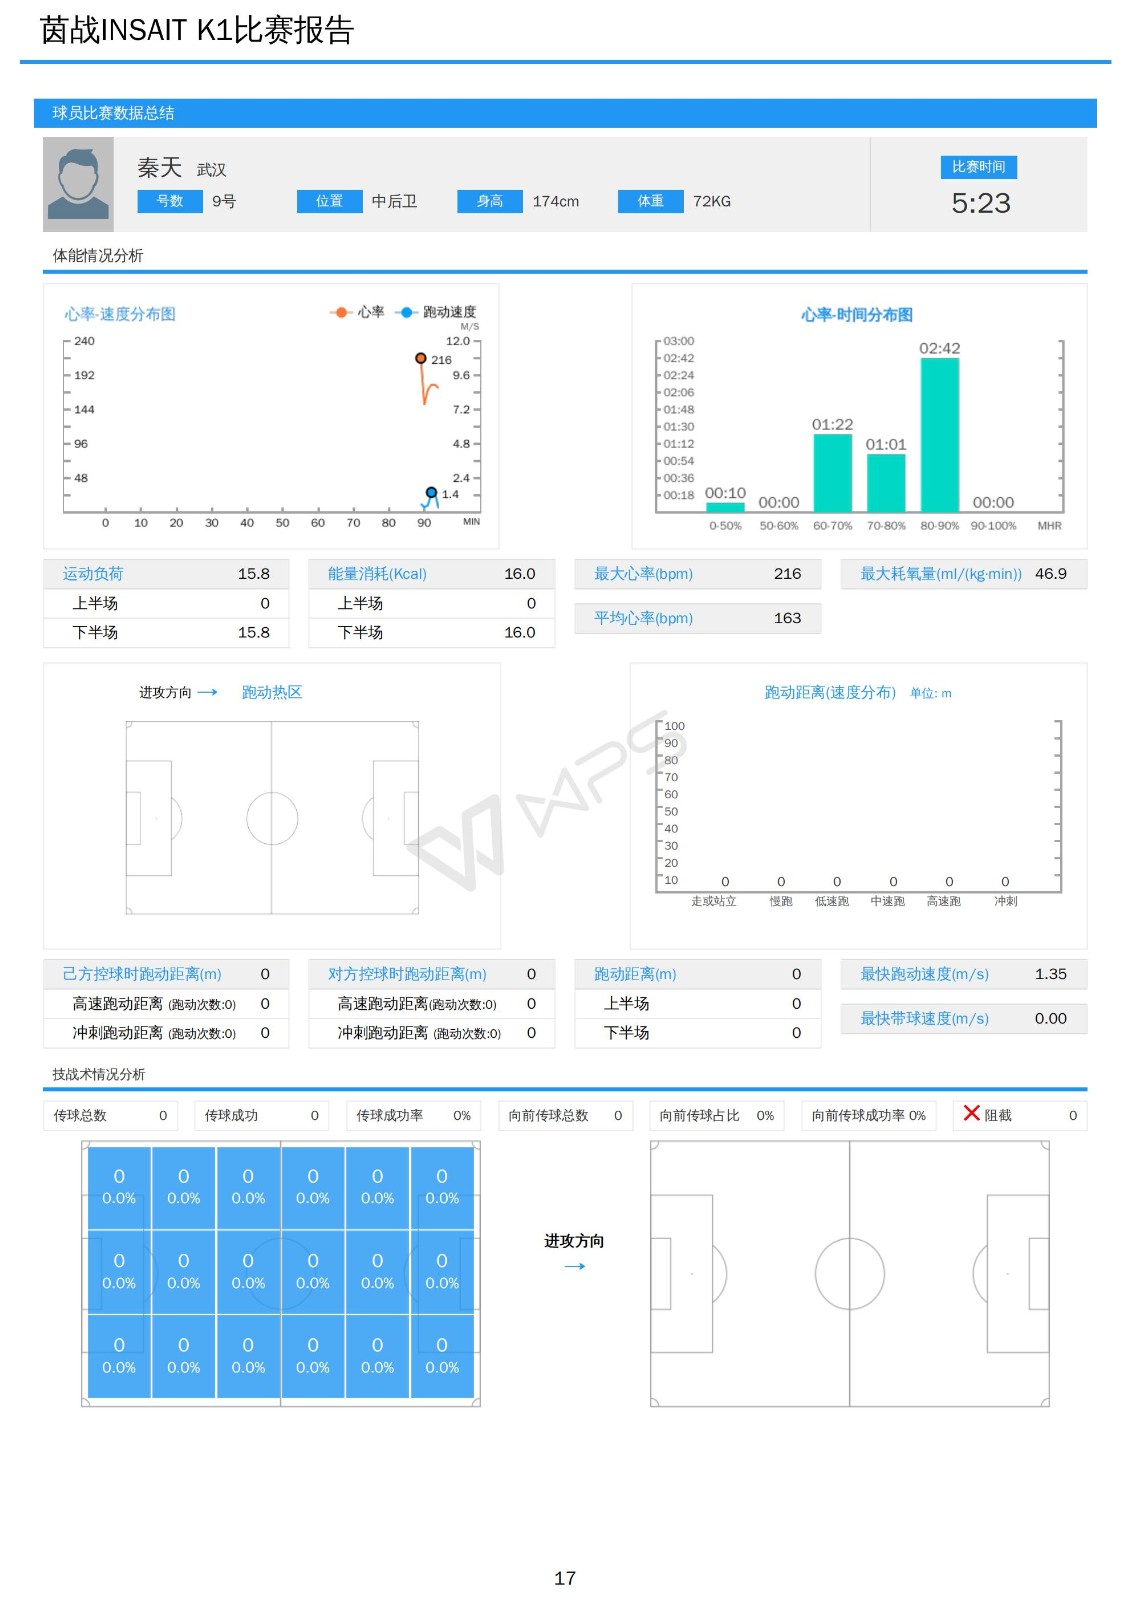 茵战INSAIT K1比赛报告
球员比赛数据总结
秦天 武汉
号数 9号 位置 中后卫 身高 174cm 体重 72KG
比赛时间
5:23
体能情况分析
心率-速度分布图 心率 跑动速度
M/S
240 12.0
216
192 9.6
144 7.2
96 4.8
48 2.4
1.4
0 10 20 30 40 50 60 70 80 90 MIN
心率-时间分布图
03:00
02:42
02:24
02:06
01:48
01:30
01:12
00:54
00:36
00:18
00:10 00:00 01:22 01:01 02:42 00:00
0-50% 50-60% 60-70% 70-80% 80-90% 90-100% MHR
运动负荷 15.8
上半场 0
下半场 15.8
能量消耗(Kcal) 16.0
上半场 0
下半场 16.0
最大心率(bpm) 216
平均心率(bpm) 163
最大耗氧量(ml/(kg·min)) 46.9
进攻方向 → 跑动热区
跑动距离(速度分布) 单位: m
100
90
80
70
60
50
40
30
20
10
0 0 0 0 0 0
走或站立 慢跑 低速跑 中速跑 高速跑 冲刺
WPS
己方控球时跑动距离(m) 0
高速跑动距离 (跑动次数:0) 0
冲刺跑动距离 (跑动次数:0) 0
对方控球时跑动距离(m) 0
高速跑动距离(跑动次数:0) 0
冲刺跑动距离 (跑动次数:0) 0
跑动距离(m) 0
上半场 0
下半场 0
最快跑动速度(m/s) 1.35
最快带球速度(m/s) 0.00
技战术情况分析
传球总数 0 传球成功 0 传球成功率 0% 向前传球总数 0 向前传球占比 0% 向前传球成功率 0% 阻截 0
0 0 0 0 0 0
0.0% 0.0% 0.0% 0.0% 0.0% 0.0%
0 0 0 0 0 0
0.0% 0.0% 0.0% 0.0% 0.0% 0.0%
0 0 0 0 0 0
0.0% 0.0% 0.0% 0.0% 0.0% 0.0%
进攻方向
→
17